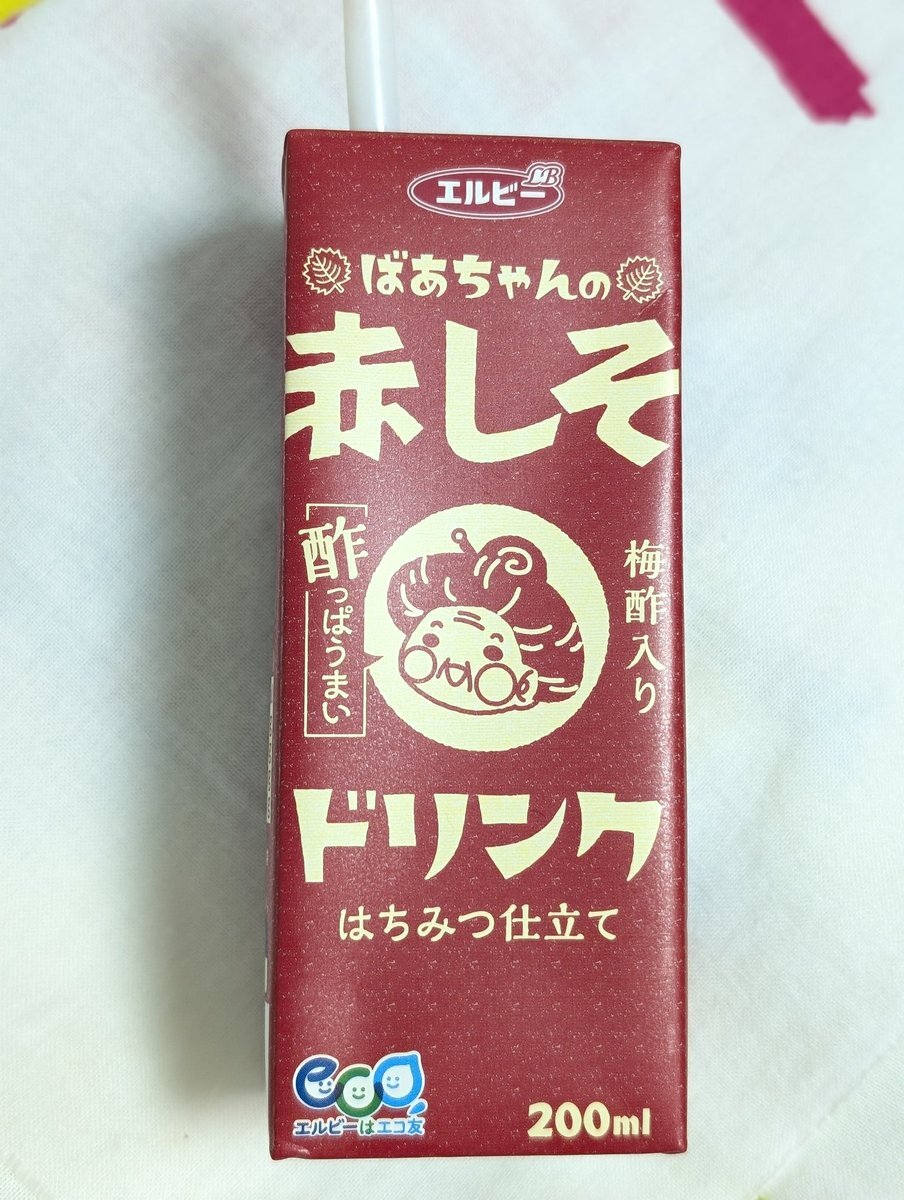 エルビー LB
ばあちゃんの
赤しそ
酢っぱうまい
梅酢入り
ドリンク
はちみつ仕立て
eco
エルビーはエコ友
200ml